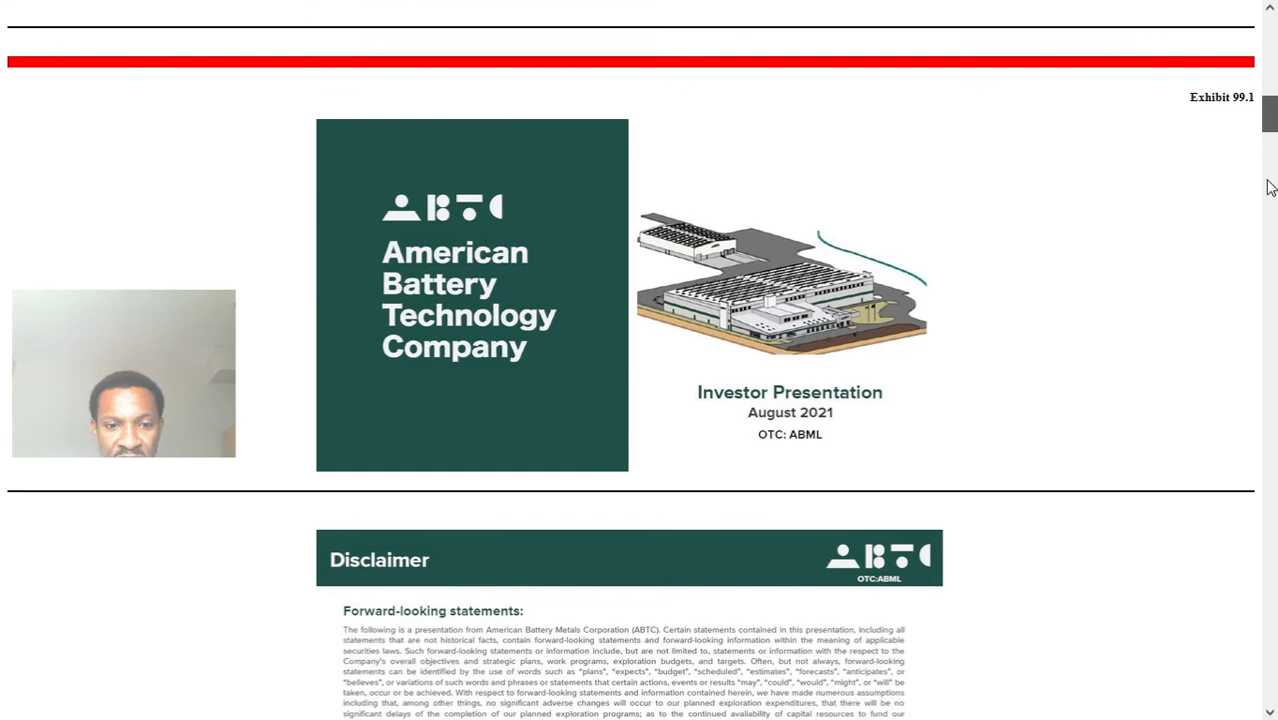 Exhibit 99.1
ABTC
American
Battery
Technology
Company
Investor Presentation
August 2021
OTC: ABML
Disclaimer
ABTC
OTC:ABML
Forward-looking statements:
The following is a presentation from American Battery Metals Corporation (ABTC). Certain statements contained in this presentation, including all
statements that are not historical facts, contain forward-looking statements and forward-looking information within the meaning of applicable
securities laws. Such forward-looking statements or information include, but are not limited to, statements or information with the respect to the
Company's overall objectives and strategic plans, work programs, exploration budgets, and targets. Often, but not always, forward-looking
statements can be identified by the use of words such as "plans", "expects", "budget", "scheduled", "estimates", "forecasts", "anticipates", or
"believes", or variations of such words and phrases or statements that certain actions, events or results "may", "could", "would", "might", or "will" be
taken, occur or be achieved. With respect to forward-looking statements and information contained herein, we have made numerous assumptions
including that, among other things, no significant adverse changes will occur to our planned exploration expenditures, that there will be no
significant delays of the completion of our planned exploration programs; as to the continued availability of capital resources to fund our